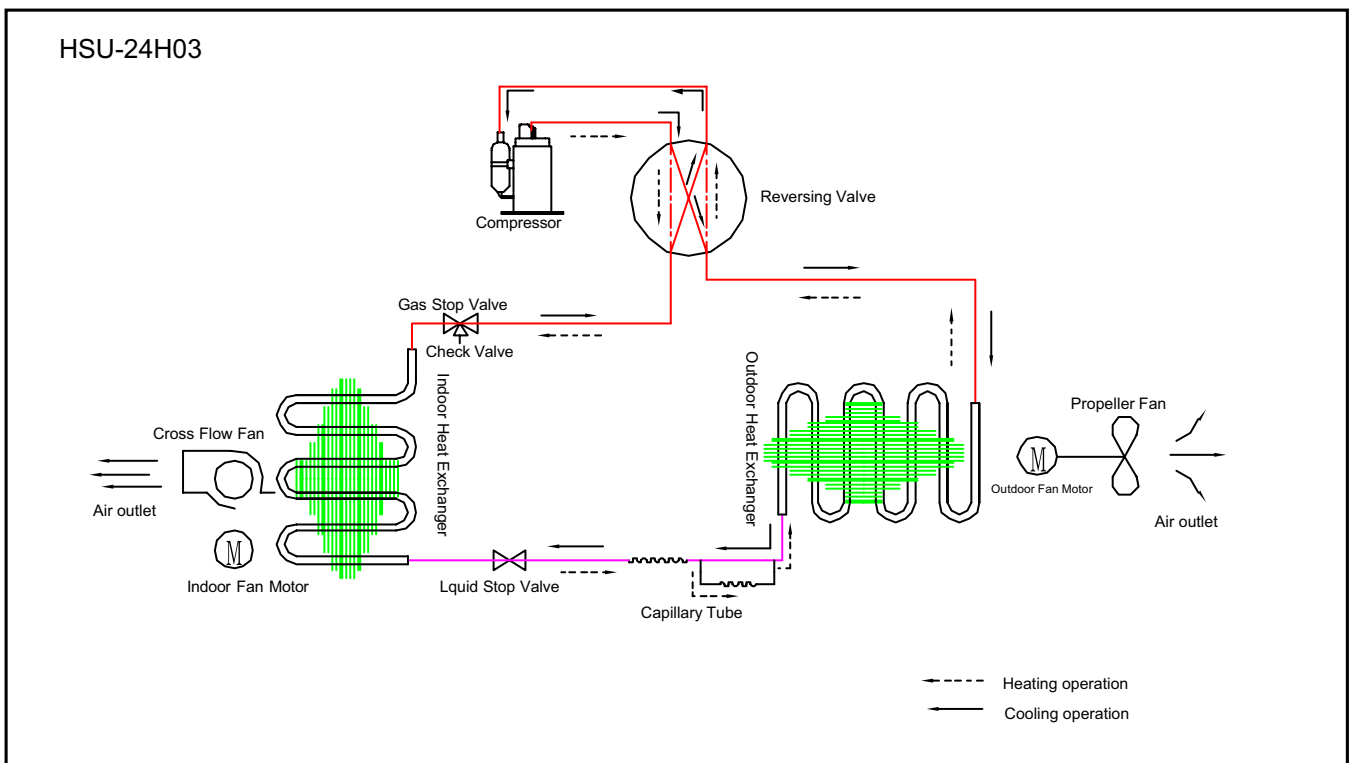 HSU-24H03
Compressor
Reversing Valve
Gas Stop Valve
Check Valve
Indoor Heat Exchanger
Outdoor Heat Exchanger
Cross Flow Fan
Air outlet
M
Indoor Fan Motor
Propeller Fan
M
Outdoor Fan Motor
Air outlet
Lquid Stop Valve
Capillary Tube
Heating operation
Cooling operation